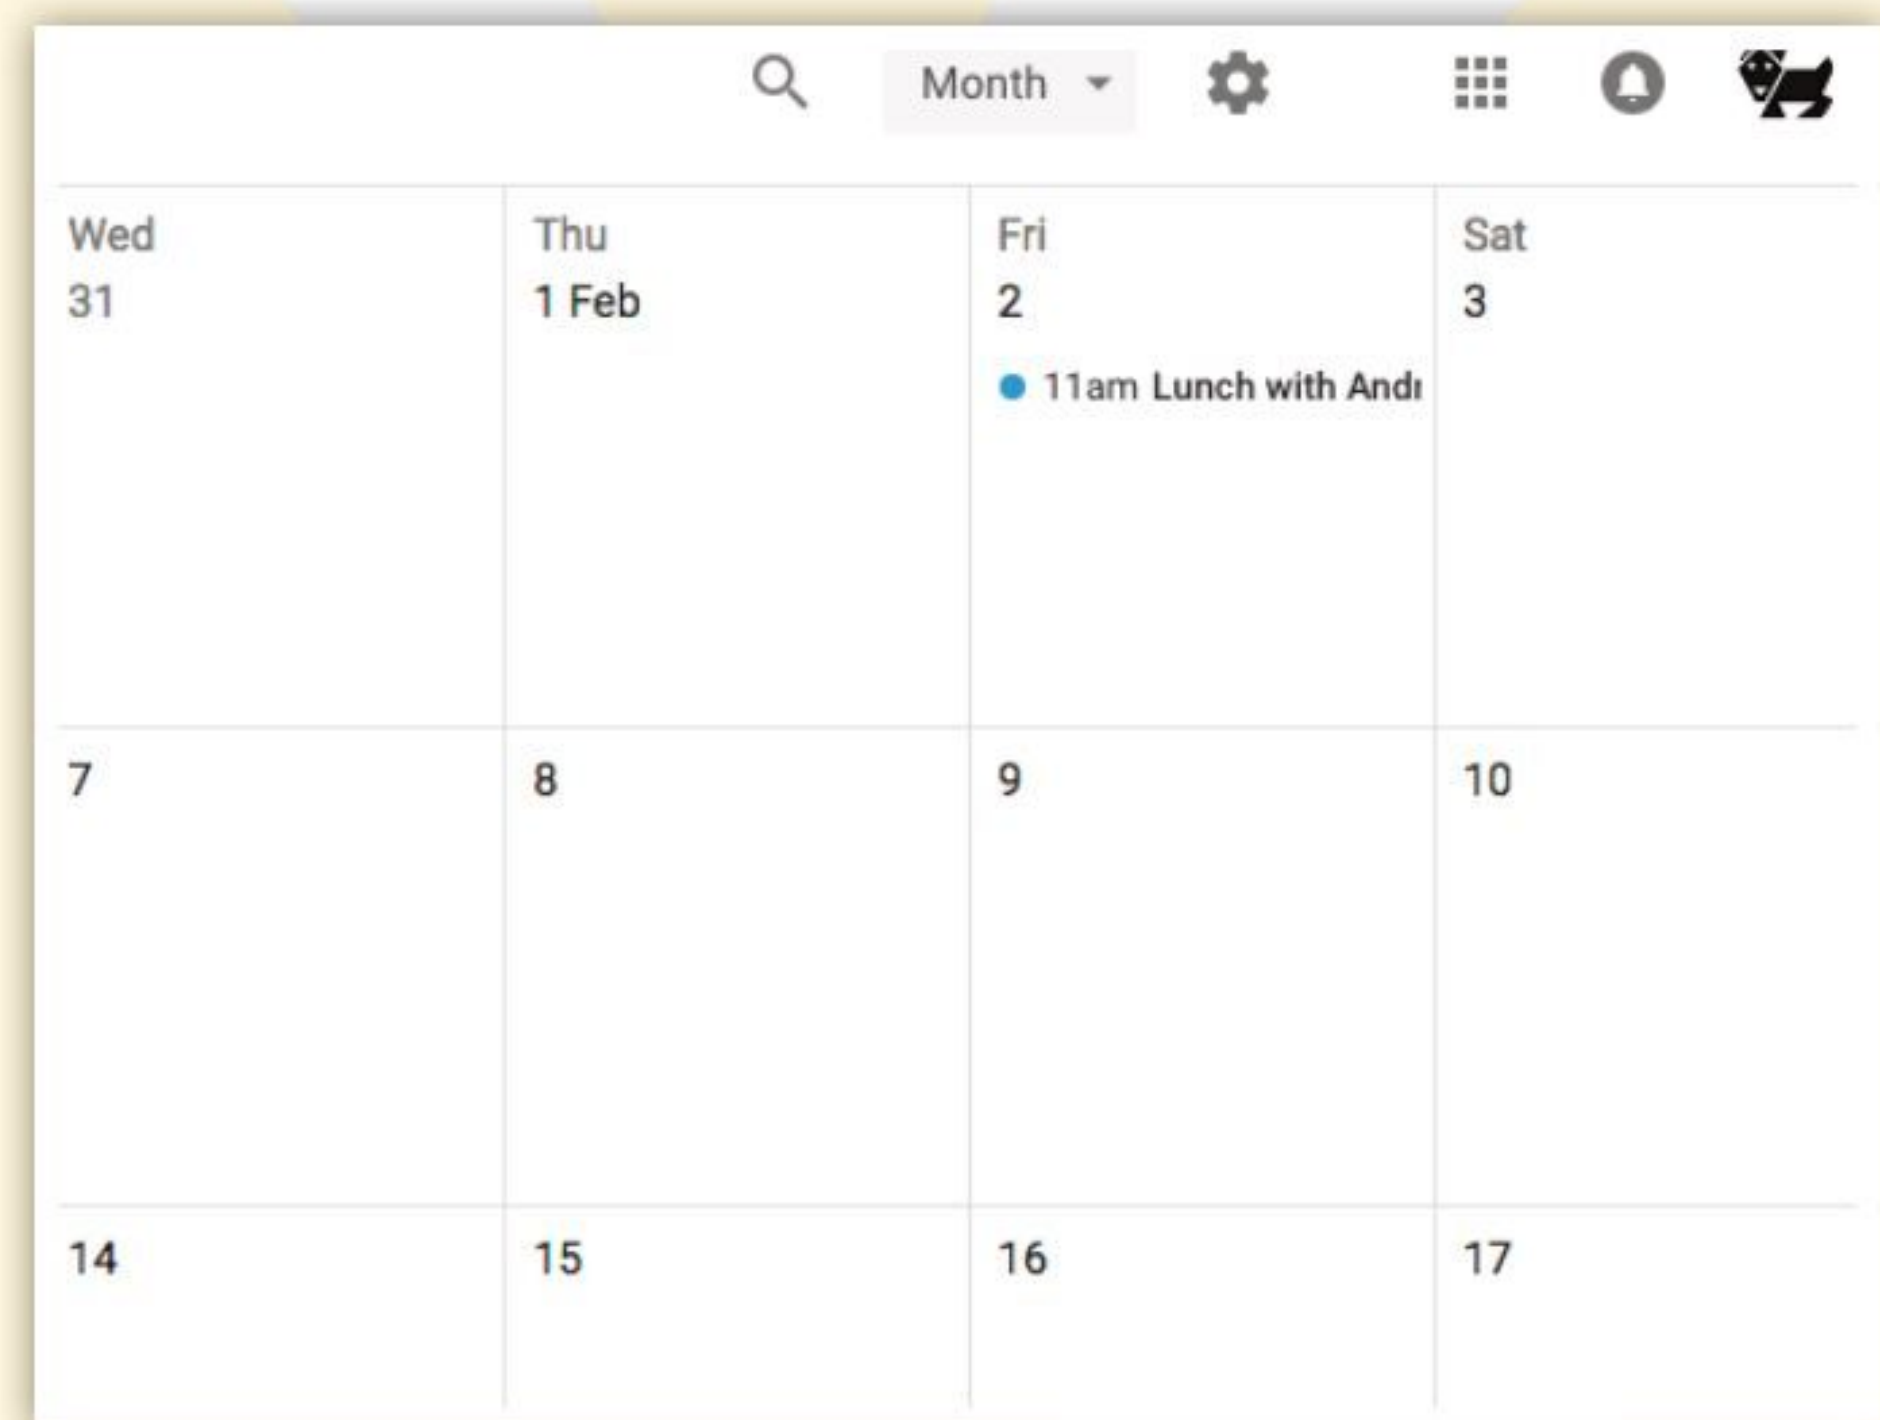 Month
Wed Thu Fri Sat
31 1 Feb 2 3
11am Lunch with
7 8 9 10
14 15 16 17